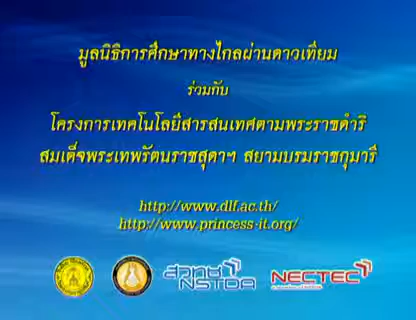 มูลนิธิการศึกษาทางไกลผ่านดาวเทียม
ร่วมกับ
โครงการเทคโนโลยีสารสนเทศตามพระราชดำริ
สมเด็จพระเทพรัตนราชสุดาฯ สยามบรมราชกุมารี
http://www.dlf.ac.th/
http://www.princess-it.org/
สวทช
NSTDA
NECTEC